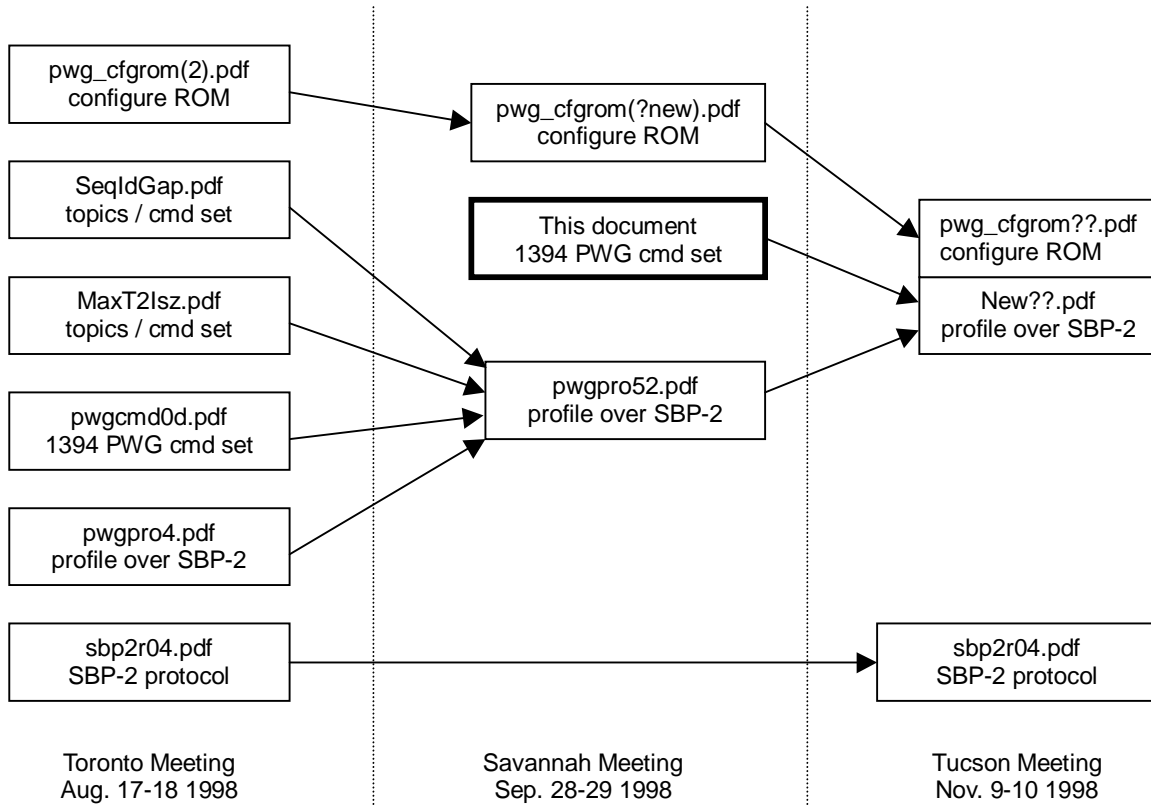 pwg_cfgrom(2).pdf
configure ROM
SeqIdGap.pdf
topics / cmd set
MaxT2Isz.pdf
topics / cmd set
pwgcmd0d.pdf
1394 PWG cmd set
pwgpro4.pdf
profile over SBP-2
sbp2r04.pdf
SBP-2 protocol
Toronto Meeting
Aug. 17-18 1998
pwg_cfgrom(?new).pdf
configure ROM
This document
1394 PWG cmd set
pwgpro52.pdf
profile over SBP-2
Savannah Meeting
Sep. 28-29 1998
pwg_cfgrom??.pdf
configure ROM
New??.pdf
profile over SBP-2
sbp2r04.pdf
SBP-2 protocol
Tucson Meeting
Nov. 9-10 1998